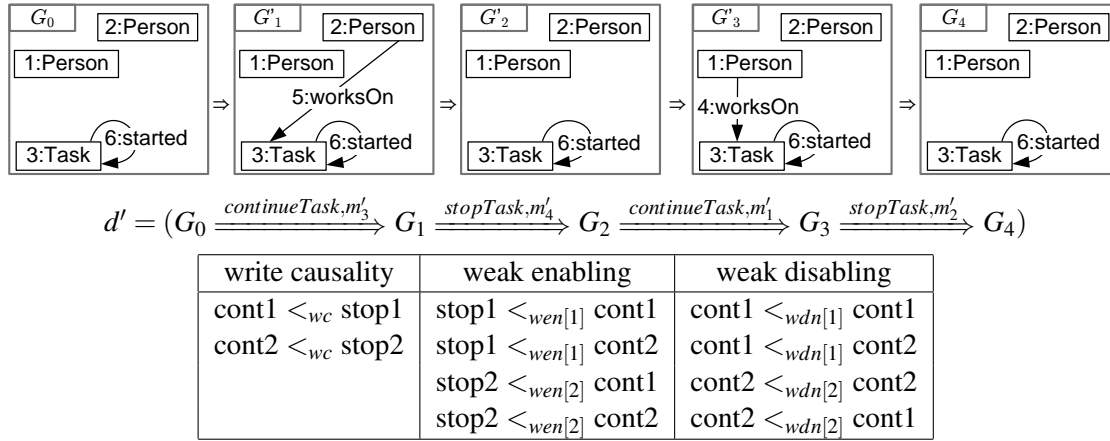 G₀ G'₁ G'₂ G'₃ G₄
2:Person 2:Person 2:Person 2:Person 2:Person
1:Person 1:Person 1:Person 1:Person 1:Person
5:worksOn 4:worksOn
⇒ ⇒ ⇒ ⇒
6:started 6:started 6:started 6:started 6:started
3:Task 3:Task 3:Task 3:Task 3:Task
d′ = (G₀ =continueTask,m′₃⇒ G₁ =stopTask,m′₄⇒ G₂ =continueTask,m′₁⇒ G₃ =stopTask,m′₂⇒ G₄)
write causality weak enabling weak disabling
cont1 <wc stop1 stop1 <wen[1] cont1 cont1 <wdn[1] cont1
cont2 <wc stop2 stop1 <wen[1] cont2 cont1 <wdn[1] cont2
stop2 <wen[2] cont1 cont2 <wdn[2] cont2
stop2 <wen[2] cont2 cont2 <wdn[2] cont1